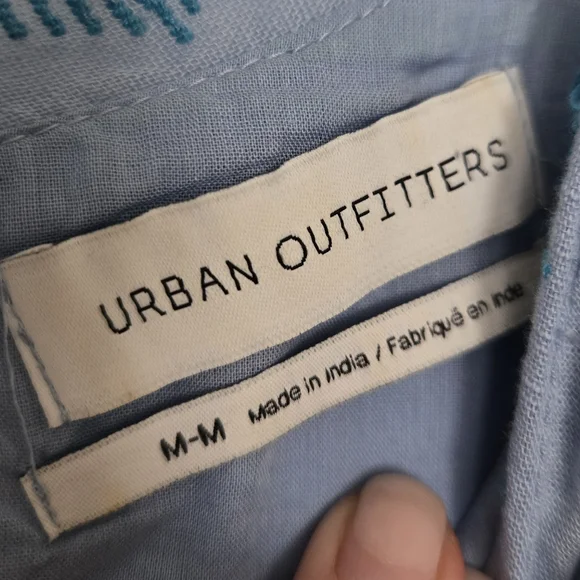 URBAN OUTFITTERS
M-M Made in India / Fabriqué en Inde